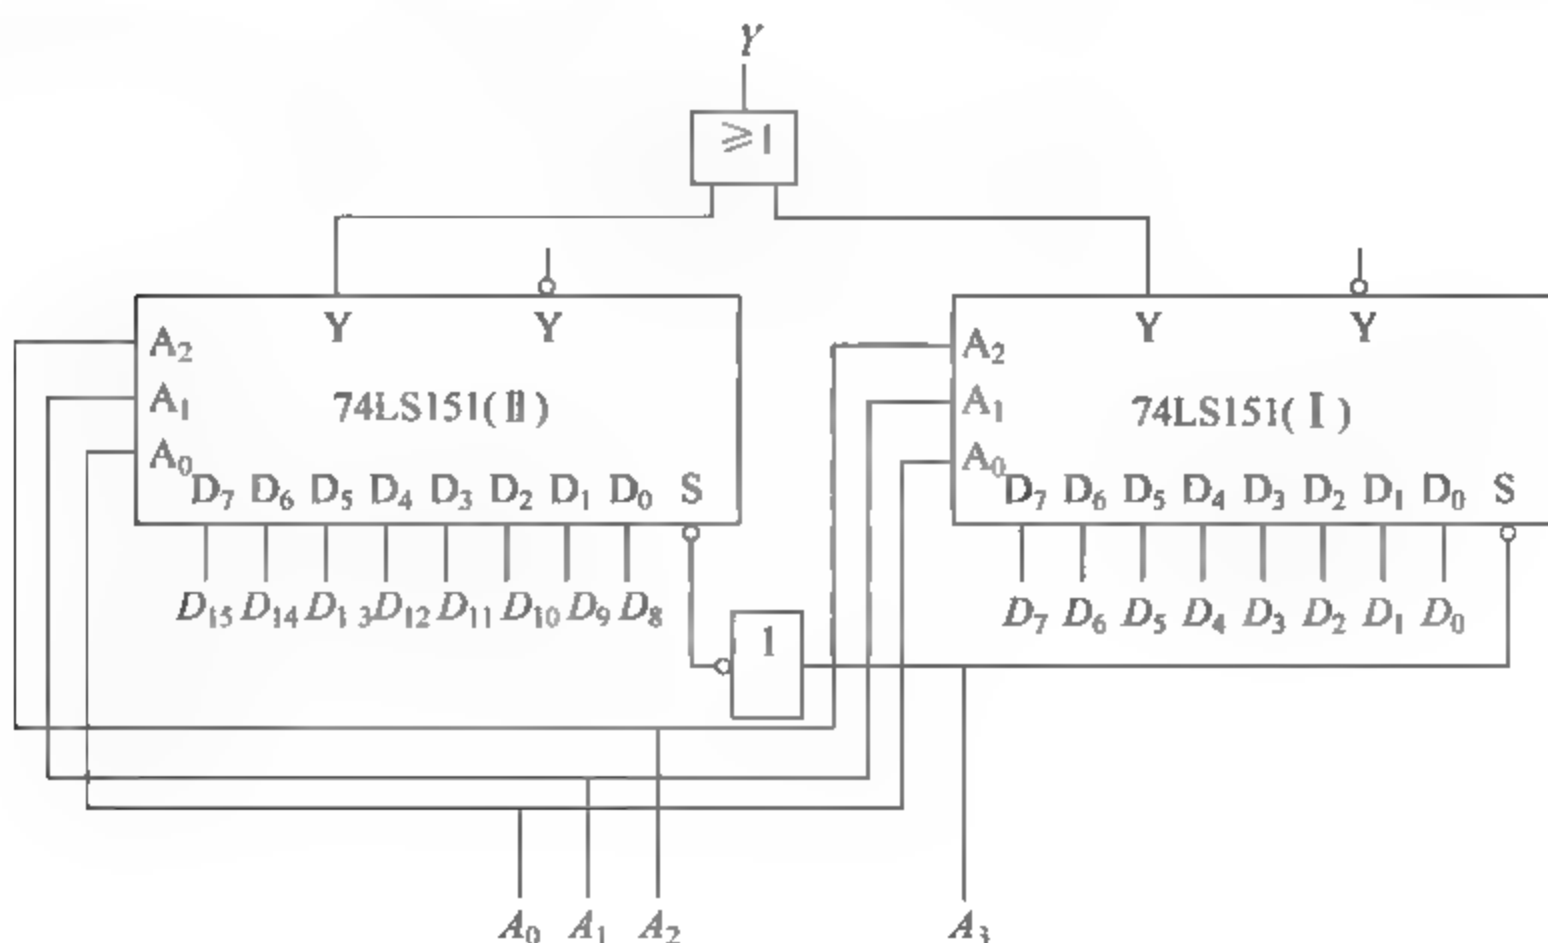 Y
≥1
Y Y Y Y
A₂ A₂
A₁ 74LS151(Ⅱ) A₁ 74LS151(Ⅰ)
A₀ A₀
D₇ D₆ D₅ D₄ D₃ D₂ D₁ D₀ S D₇ D₆ D₅ D₄ D₃ D₂ D₁ D₀ S
D₁₅ D₁₄ D₁₃ D₁₂ D₁₁ D₁₀ D₉ D₈ D₇ D₆ D₅ D₄ D₃ D₂ D₁ D₀
1
A₀ A₁ A₂ A₃